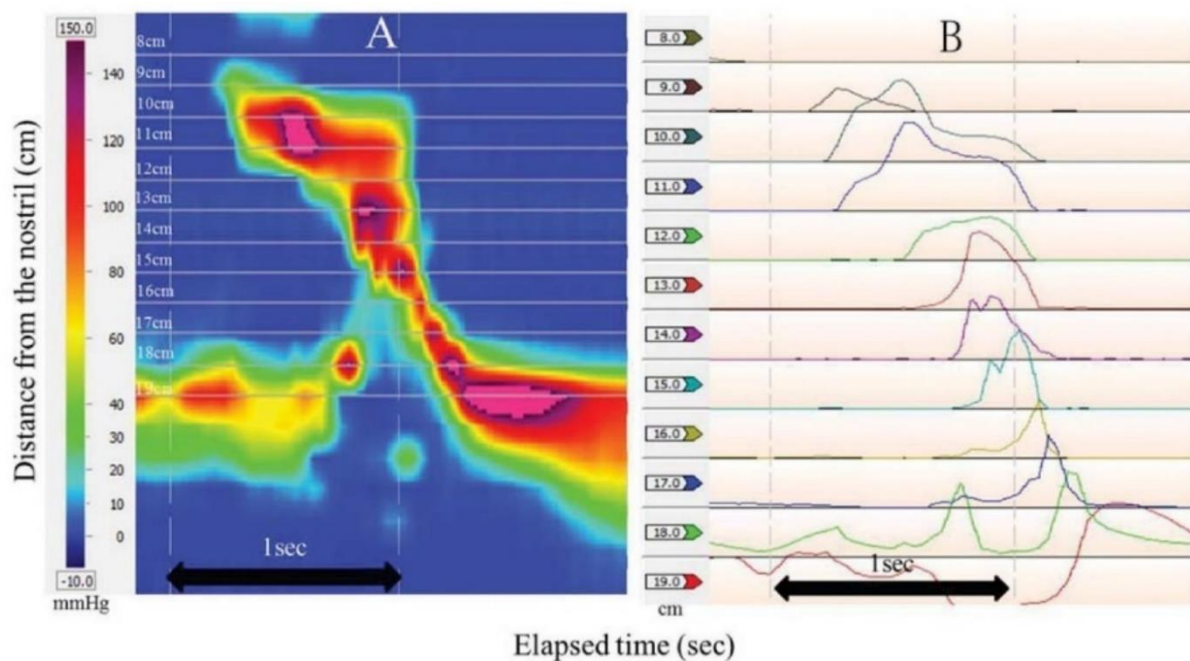 A
B
Distance from the nostril (cm)
150.0
140
120
100
80
60
40
30
20
10
0
-10.0
mmHg
8cm
9cm
10cm
11cm
12cm
13cm
14cm
15cm
16cm
17cm
18cm
19cm
1sec
8.0
9.0
10.0
11.0
12.0
13.0
14.0
15.0
16.0
17.0
18.0
19.0
cm
1sec
Elapsed time (sec)